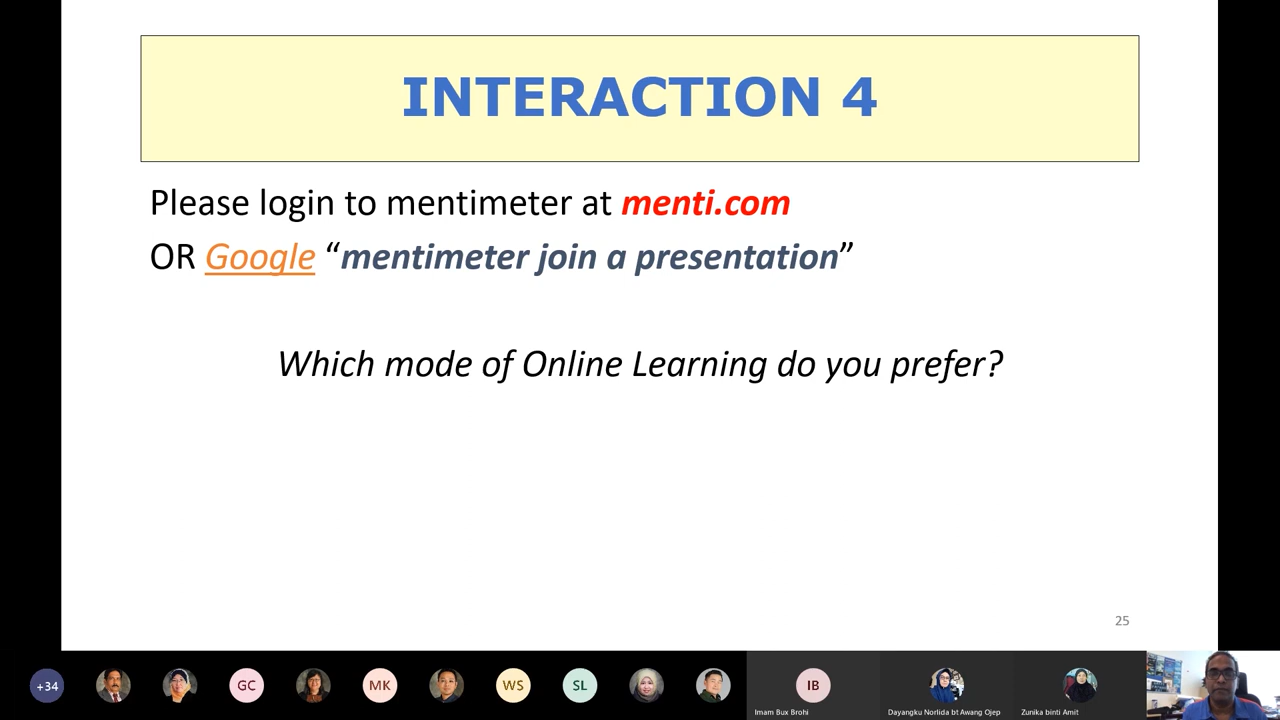 INTERACTION 4
Please login to mentimeter at menti.com
OR Google “mentimeter join a presentation”
Which mode of Online Learning do you prefer?
25
+34
GC
MK
WS
SL
IB
Imam Bux Brohi
Dayangku Norlida bt Awang Ojep
Zunika binti Amit